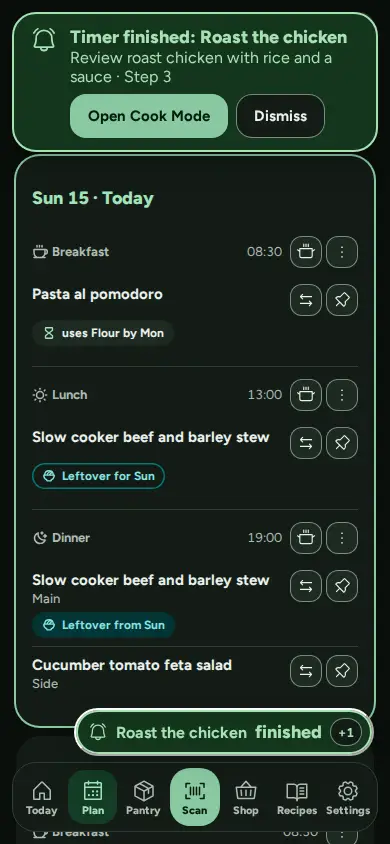 Timer finished: Roast the chicken
Review roast chicken with rice and a
sauce · Step 3
Open Cook Mode
Dismiss
Sun 15 · Today
Breakfast
08:30
Pasta al pomodoro
uses Flour by Mon
Lunch
13:00
Slow cooker beef and barley stew
Leftover for Sun
Dinner
19:00
Slow cooker beef and barley stew
Main
Leftover from Sun
Cucumber tomato feta salad
Side
Roast the chicken finished +1
Today
Plan
Pantry
Scan
Shop
Recipes
Settings
Breakfast
08:30